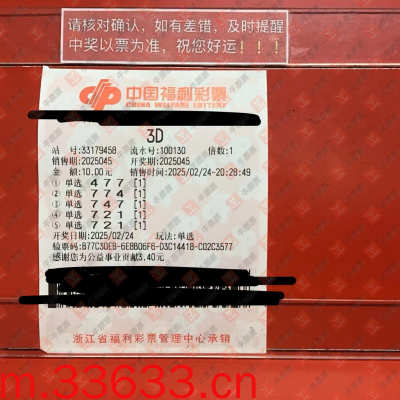 请核对确认，如有差错，及时提醒
中奖以票为准，祝您好运！！！
中国福利彩票
CHINA WELFARE LOTTERY
3D
站 号:33179458 流水号:100130 倍数:1
销售期:2025045 开奖期:2025045
金 额:10.00元 销售时间:2025/02/24-20:28:49
① 单选 4 7 7 [1]
② 单选 7 7 4 [1]
③ 单选 7 4 7 [1]
④ 单选 7 2 1 [1]
⑤ 单选 7 2 1 [1]
开奖日期:2025/02/24 玩法:单选
验票码:B77C30EB-6EBB06F6-D3C1441B-C02C3577
感谢您为公益事业贡献3.40元
浙江省福利彩票管理中心承销
m.33633.cn